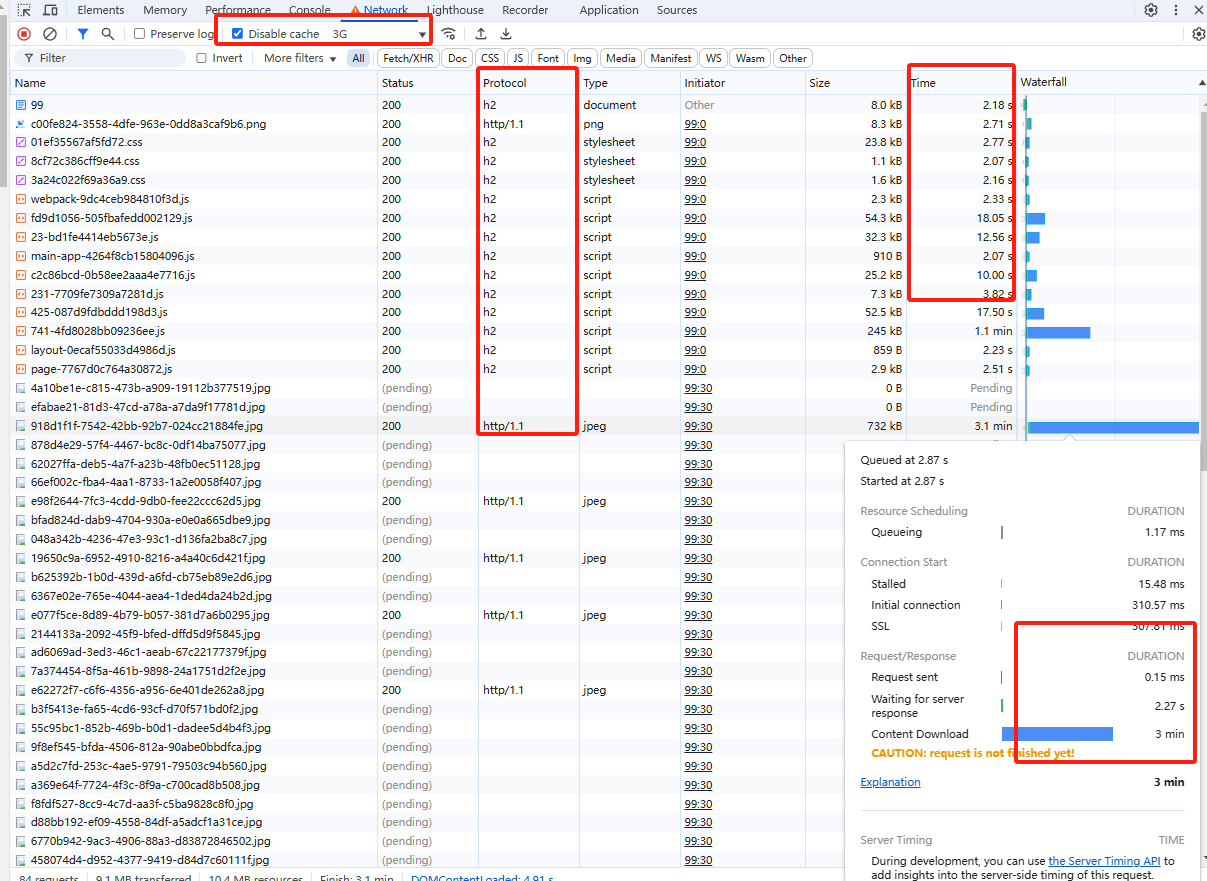 Elements Memory Performance Console Network Lighthouse Recorder Application Sources
Preserve log Disable cache 3G
Filter Invert More filters All Fetch/XHR Doc CSS JS Font Img Media Manifest WS Wasm Other
Name Status Protocol Type Initiator Size Time Waterfall
99 200 h2 document Other 8.0 kB 2.18 s
c00fe824-3558-4dfe-963e-0dd8a3caf9b6.png 200 http/1.1 png 99:0 8.3 kB 2.71 s
01ef35567af5fd72.css 200 h2 stylesheet 99:0 23.8 kB 2.77 s
8cf72c386cff9e44.css 200 h2 stylesheet 99:0 1.1 kB 2.07 s
3a24c022f69a36a9.css 200 h2 stylesheet 99:0 1.6 kB 2.16 s
webpack-9dc4ceb984810f3d.js 200 h2 script 99:0 2.3 kB 2.33 s
fd9d1056-505fbafedd002129.js 200 h2 script 99:0 54.3 kB 18.05 s
23-bd1fe4414eb5673e.js 200 h2 script 99:0 32.3 kB 12.56 s
main-app-4264f8cb15804096.js 200 h2 script 99:0 910 B 2.07 s
c2c86bcd-0b58ee2aaa4e7716.js 200 h2 script 99:0 25.2 kB 10.00 s
231-7709fe7309a7281d.js 200 h2 script 99:0 7.3 kB 3.82 s
425-087d9fdbddd198d3.js 200 h2 script 99:0 52.5 kB 17.50 s
741-4fd8028bb09236ee.js 200 h2 script 99:0 245 kB 1.1 min
layout-0ecaf55033d4986d.js 200 h2 script 99:0 859 B 2.23 s
page-7767d0c764a30872.js 200 h2 script 99:0 2.9 kB 2.51 s
4a10be1e-c815-473b-a909-19112b377519.jpg (pending) 99:30 0 B Pending
efabae21-81d3-47cd-a78a-a7da9f17781d.jpg (pending) 99:30 0 B Pending
918d1f1f-7542-42bb-92b7-024cc21884fe.jpg 200 http/1.1 jpeg 99:30 732 kB 3.1 min
878d4e29-57f4-4467-bc8c-0df14ba75077.jpg (pending) 99:30
Queued at 2.87 s
62027ffa-deb5-4a7f-a23b-48fb0ec51128.jpg (pending) 99:30
Started at 2.87 s
66ef002c-fba4-4aa1-8733-1a2e0058f407.jpg (pending) 99:30
e98f2644-7fc3-4cdd-9db0-fee22ccc62d5.jpg 200 http/1.1 jpeg 99:30
Resource Scheduling DURATION
bfad824d-dab9-4704-930a-e0e0a665dbe9.jpg (pending) 99:30
Queueing 1.17 ms
048a342b-4236-47e3-93c1-d136fa2ba8c7.jpg (pending) 99:30
19650c9a-6952-4910-8216-a4a40c6d421f.jpg 200 http/1.1 jpeg 99:30
Connection Start DURATION
b625392b-1b0d-439d-a6fd-cb75eb89e2d6.jpg (pending) 99:30
Stalled 15.48 ms
6367e02e-765e-4044-aea4-1ded4da24b2d.jpg (pending) 99:30
Initial connection 310.57 ms
e077f5ce-8d89-4b79-b057-381d7a6b0295.jpg 200 http/1.1 jpeg 99:30
SSL 307.81 ms
2144133a-2092-45f9-bfed-dffd5d9f5845.jpg (pending) 99:30
ad6069ad-3ed3-46c1-aeab-67c22177379f.jpg (pending) 99:30
Request/Response DURATION
7a374454-8f5a-461b-9898-24a1751d2f2e.jpg (pending) 99:30
Request sent 0.15 ms
e62272f7-c6f6-4356-a956-6e401de262a8.jpg 200 http/1.1 jpeg 99:30
Waiting for server
response 2.27 s
b3f5413e-fa65-4cd6-93cf-d70f571bd0f2.jpg (pending) 99:30
55c95bc1-852b-469b-b0d1-dadee5d4b4f3.jpg (pending) 99:30
Content Download 3 min
9f8ef545-bfda-4506-812a-90abe0bbdfca.jpg (pending) 99:30
CAUTION: request is not finished yet!
a5d2c7fd-253c-4ae5-9791-79503c94b560.jpg (pending) 99:30
a369e64f-7724-4f3c-8f9a-c700cad8b508.jpg (pending) 99:30
Explanation 3 min
f8fdf527-8cc9-4c7d-aa3f-c5ba9828c8f0.jpg (pending) 99:30
d88bb192-ef09-4558-84df-a5adcf1a31ce.jpg (pending) 99:30
6770b942-9ac3-4906-88a3-d83872846502.jpg (pending) 99:30
Server Timing TIME
458074d4-d952-4377-9419-d84d7c60111f.jpg (pending) 99:30
During development, you can use the Server Timing API to
add insights into the server-side timing of this request.
84 requests 9.1 MB transferred 10.4 MB resources Finish: 3.1 min DOMContentLoaded: 4.91 s